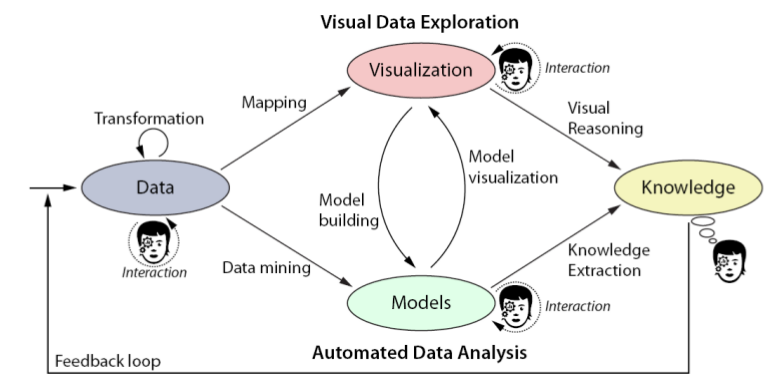 Visual Data Exploration
Visualization
Interaction
Mapping
Visual
Reasoning
Transformation
Data
Interaction
Model
building
Model
visualization
Knowledge
Data mining
Knowledge
Extraction
Models
Interaction
Automated Data Analysis
Feedback loop